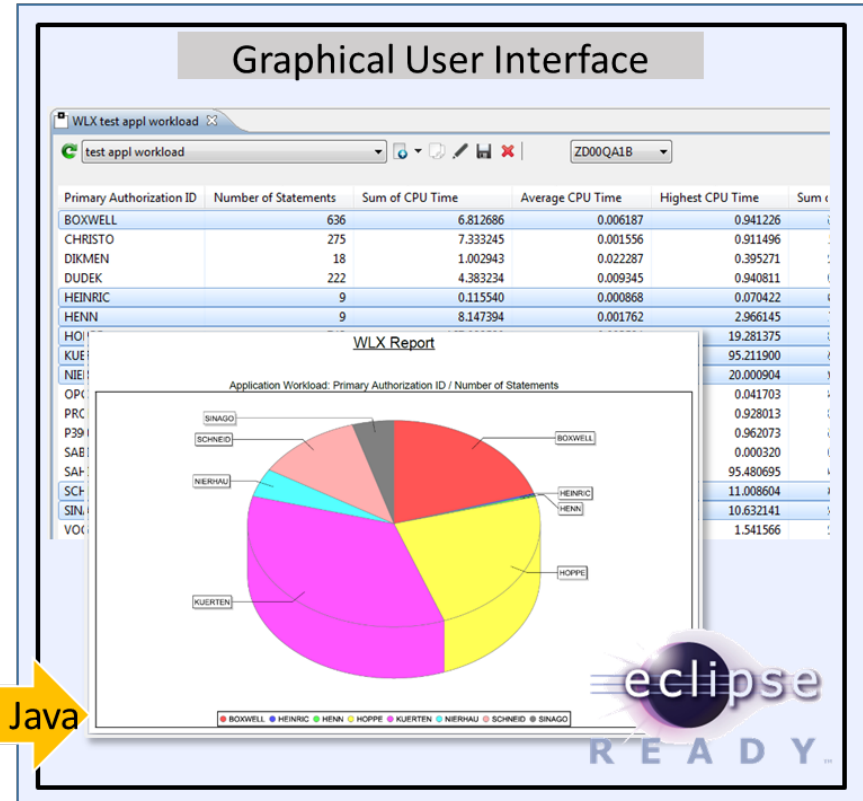 Graphical User Interface
WLX test appl workload
test appl workload ZD00QA1B
Primary Authorization ID Number of Statements Sum of CPU Time Average CPU Time Highest CPU Time Sum
BOXWELL 636 6.812686 0.006187 0.941226
CHRISTO 275 7.333245 0.001556 0.911496
DIKMEN 18 1.002943 0.022287 0.395271
DUDEK 222 4.383234 0.009345 0.940811
HEINRIC 9 0.115540 0.000868 0.070422
HENN 9 8.147394 0.001762 2.966145
19.281375
95.211900
20.000904
0.041703
0.928013
0.962073
0.000320
95.480695
11.008604
10.632141
1.541566
WLX Report
Application Workload: Primary Authorization ID / Number of Statements
SINAGO
SCHNEID
BOXWELL
NIERHAU
HEINRIC
HENN
HOPPE
KUERTEN
BOXWELL HEINRIC HENN HOPPE KUERTEN NIERHAU SCHNEID SINAGO
Java
eclipse
READY